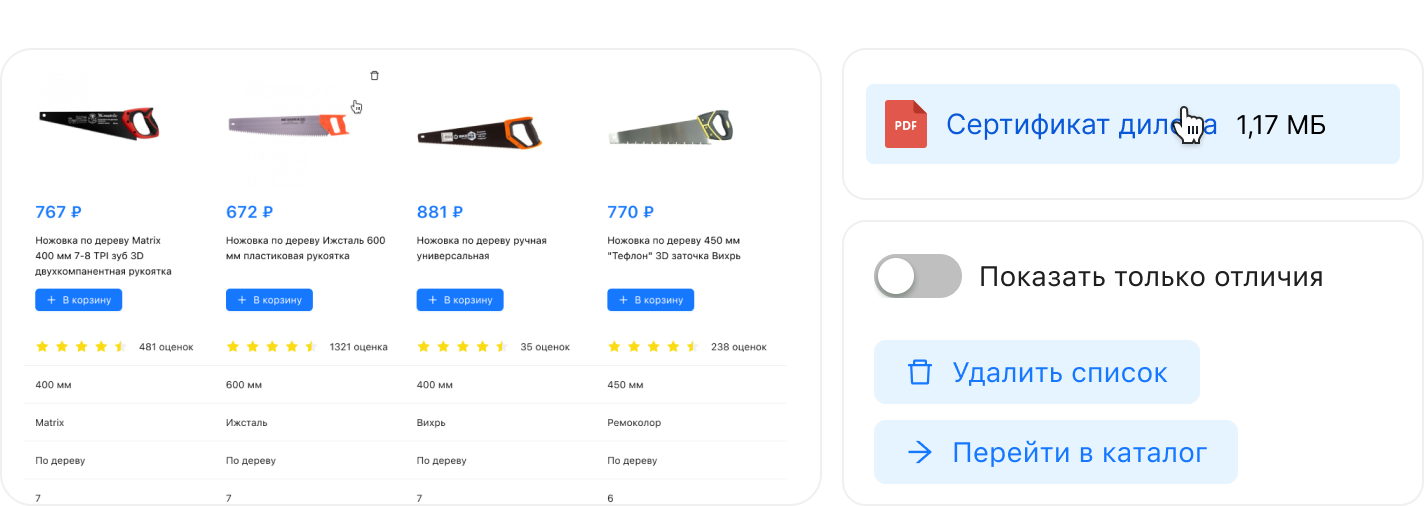 767 ₽
672 ₽
881 ₽
770 ₽
Ножовка по дереву Matrix
400 мм 7-8 TPI зуб 3D
двухкомпанентная рукоятка
Ножовка по дереву Ижсталь 600
мм пластиковая рукоятка
Ножовка по дереву ручная
универсальная
Ножовка по дереву 450 мм
"Тефлон" 3D заточка Вихрь
+ В корзину
+ В корзину
+ В корзину
+ В корзину
481 оценок
1321 оценка
35 оценок
238 оценок
400 мм
600 мм
400 мм
450 мм
Matrix
Ижсталь
Вихрь
Ремоколор
По дереву
По дереву
По дереву
По дереву
7
7
7
6
PDF
Сертификат дилера 1,17 МБ
Показать только отличия
Удалить список
Перейти в каталог